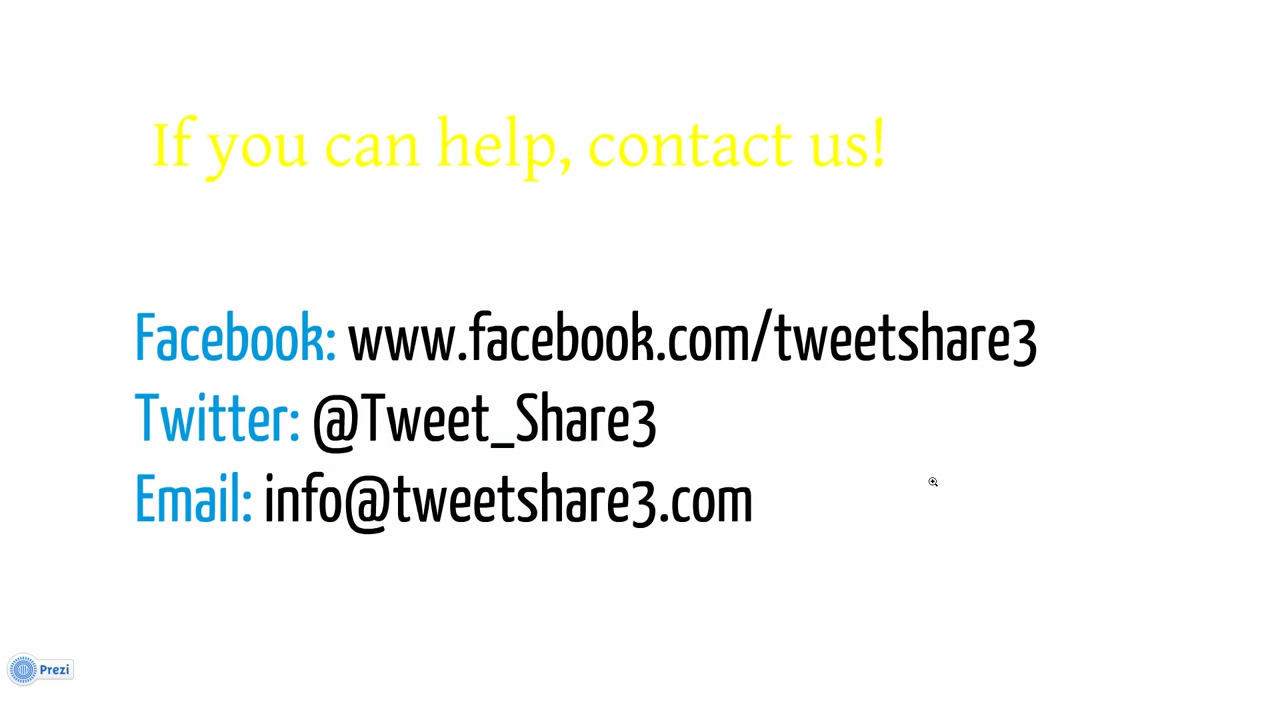 If you can help, contact us!
Facebook: www.facebook.com/tweetshare3
Twitter: @Tweet_Share3
Email: info@tweetshare3.com
Prezi